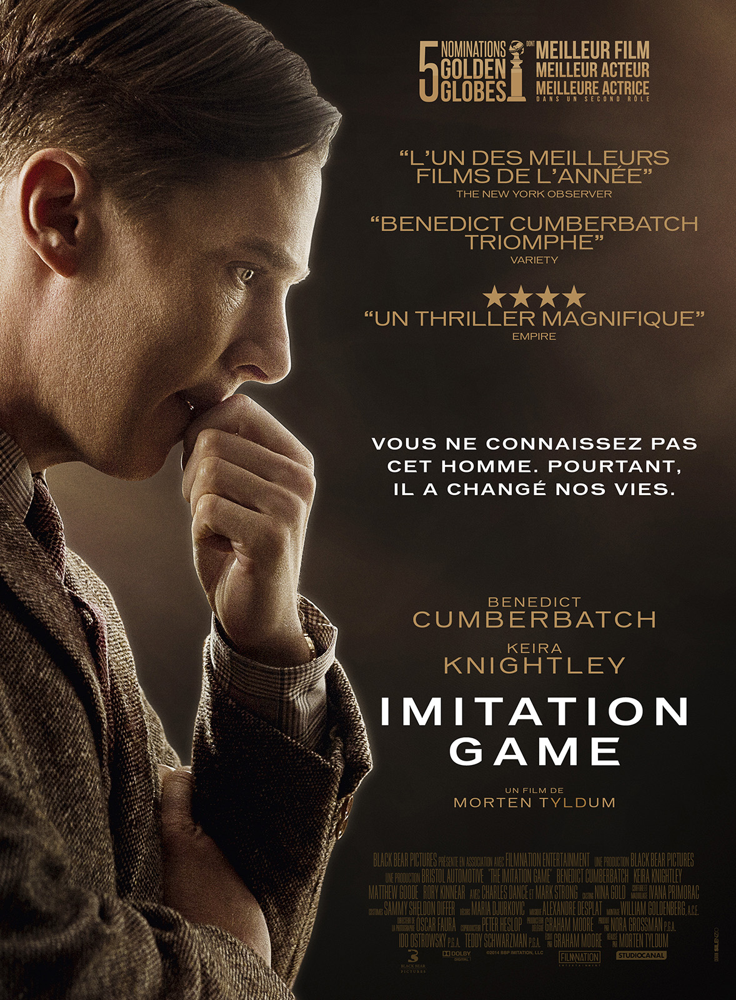 5 NOMINATIONS GOLDEN GLOBES DONT
MEILLEUR FILM
MEILLEUR ACTEUR
MEILLEURE ACTRICE
DANS UN SECOND RÔLE
“L’UN DES MEILLEURS
FILMS DE L’ANNÉE”
THE NEW YORK OBSERVER
“BENEDICT CUMBERBATCH
TRIOMPHE”
VARIETY
“UN THRILLER MAGNIFIQUE”
EMPIRE
VOUS NE CONNAISSEZ PAS
CET HOMME. POURTANT,
IL A CHANGÉ NOS VIES.
BENEDICT
CUMBERBATCH
KEIRA
KNIGHTLEY
IMITATION
GAME
UN FILM DE
MORTEN TYLDUM
BLACK BEAR PICTURES PRÉSENTE EN ASSOCIATION AVEC FILMNATION ENTERTAINMENT UNE PRODUCTION BLACK BEAR PICTURES
UNE PRODUCTION BRISTOL AUTOMOTIVE "THE IMITATION GAME" BENEDICT CUMBERBATCH KEIRA KNIGHTLEY
MATTHEW GOODE RORY KINNEAR AVEC CHARLES DANCE ET MARK STRONG CASTING NINA GOLD COIFFURE ET MAQUILLAGE IVANA PRIMORAC
COSTUMES SAMMY SHELDON DIFFER DÉCORS MARIA DJURKOVIC MUSIQUE ALEXANDRE DESPLAT MONTAGE WILLIAM GOLDENBERG, A.C.E.
DIRECTEUR DE LA PHOTOGRAPHIE OSCAR FAURA COPRODUCTEUR PETER HESLOP PRODUCTEUR DÉLÉGUÉ GRAHAM MOORE PRODUIT PAR NORA GROSSMAN P.G.A.
IDO OSTROWSKY P.G.A. TEDDY SCHWARZMAN P.G.A. ÉCRIT PAR GRAHAM MOORE RÉALISÉ PAR MORTEN TYLDUM
BLACK BEAR
PICTURES
DOLBY
DIGITAL
©2014 BBP IMITATION, LLC
FILMNATION
ENTERTAINMENT
STUDIOCANAL
SILENZO